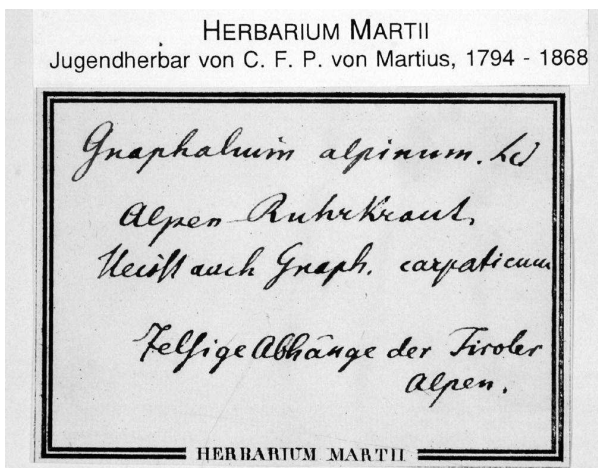 HERBARIUM MARTII
Jugendherbar von C. F. P. von Martius, 1794 - 1868
Gnaphalium alpinum.
Alpen-Ruhrkraut,
Heisst auch Gnaph. carpaticum
Felsige Abhänge der Tiroler
Alpen.
HERBARIUM MARTII